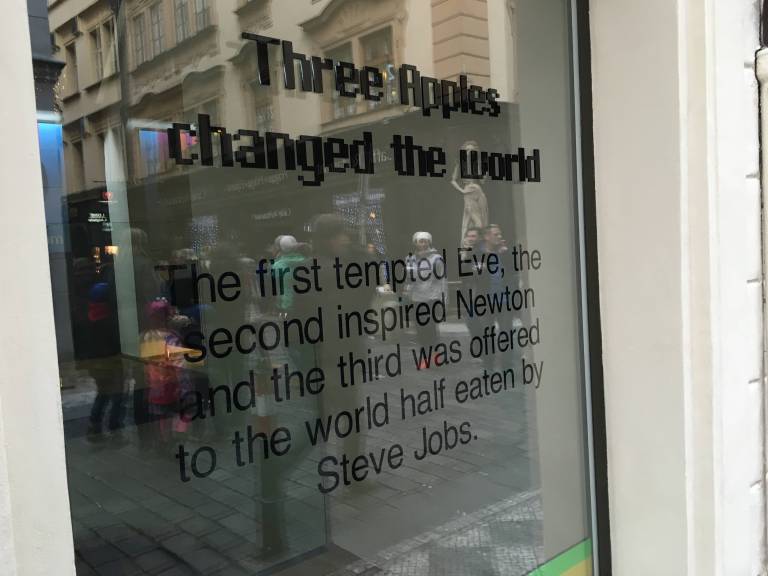 Three Apples
changed the world
The first tempted Eve, the
second inspired Newton
and the third was offered
to the world half eaten by
Steve Jobs.